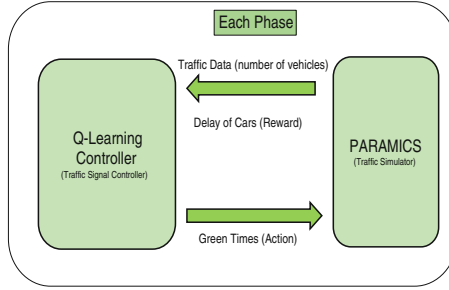 Each Phase
Traffic Data (number of vehicles)
Delay of Cars (Reward)
Q-Learning
Controller
(Traffic Signal Controller)
PARAMICS
(Traffic Simulator)
Green Times (Action)